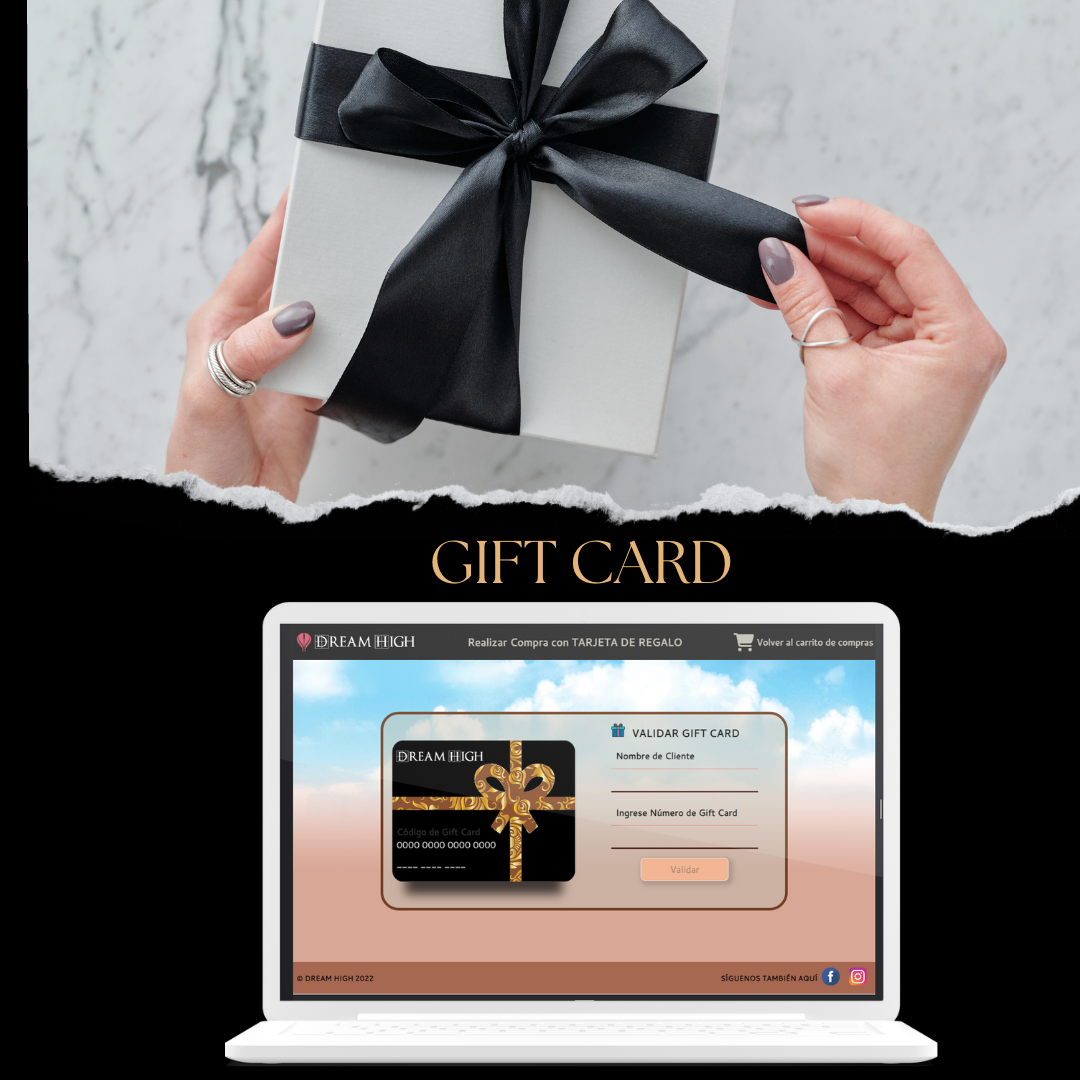 GIFT CARD
DREAM HIGH
Realizar Compra con TARJETA DE REGALO
Volver al carrito de compras
DREAM HIGH
Código de Gift Card
0000 0000 0000 0000
---- ---- ----
VALIDAR GIFT CARD
Nombre de Cliente
Ingrese Número de Gift Card
Validar
© DREAM HIGH 2022
SÍGUENOS TAMBIÉN AQUÍ